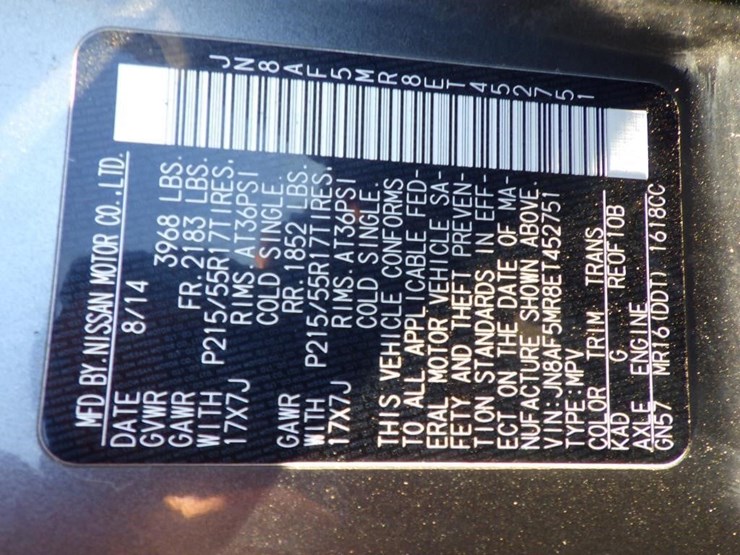 JN8AF5MR8ET452751
MFD BY.NISSAN MOTOR CO.,LTD.
DATE 8/14
GVWR 3968 LBS.
GAWR FR.2183 LBS.
WITH P215/55R17TIRES,
17X7J RIMS.AT36PSI
COLD SINGLE.
GAWR RR.1852 LBS.
WITH P215/55R17TIRES,
17X7J RIMS.AT36PSI
COLD SINGLE.
THIS VEHICLE CONFORMS
TO ALL APPLICABLE FED-
ERAL MOTOR VEHICLE SA-
FETY AND THEFT PREVEN-
TION STANDARDS IN EFF-
ECT ON THE DATE OF MA-
NUFACTURE SHOWN ABOVE.
VIN:JN8AF5MR8ET452751
TYPE:MPV
COLOR TRIM TRANS
KAD G RE0F10B
AXLE ENGINE
GN57 MR16(DDT) 1618CC